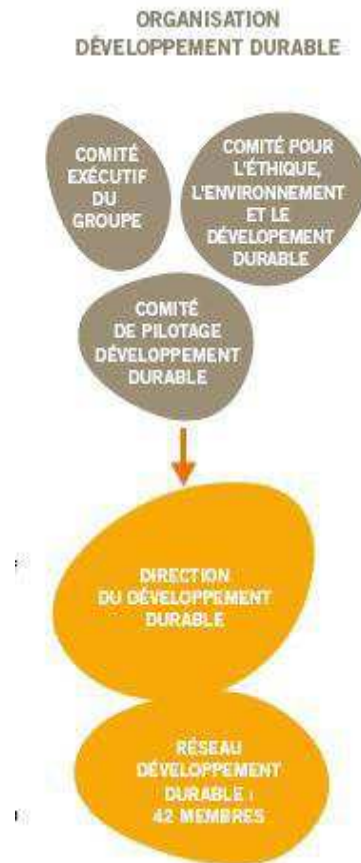 ORGANISATION
DÉVELOPPEMENT DURABLE
COMITÉ
EXÉCUTIF
DU
GROUPE
COMITÉ POUR
L'ÉTHIQUE,
L'ENVIRONNEMENT
ET LE
DÉVELOPEMENT
DURABLE
COMITÉ
DE PILOTAGE
DÉVELOPPEMENT
DURABLE
DIRECTION
DU DÉVELOPPEMENT
DURABLE
RÉSEAU
DÉVELOPPEMENT
DURABLE :
42 MEMBRES